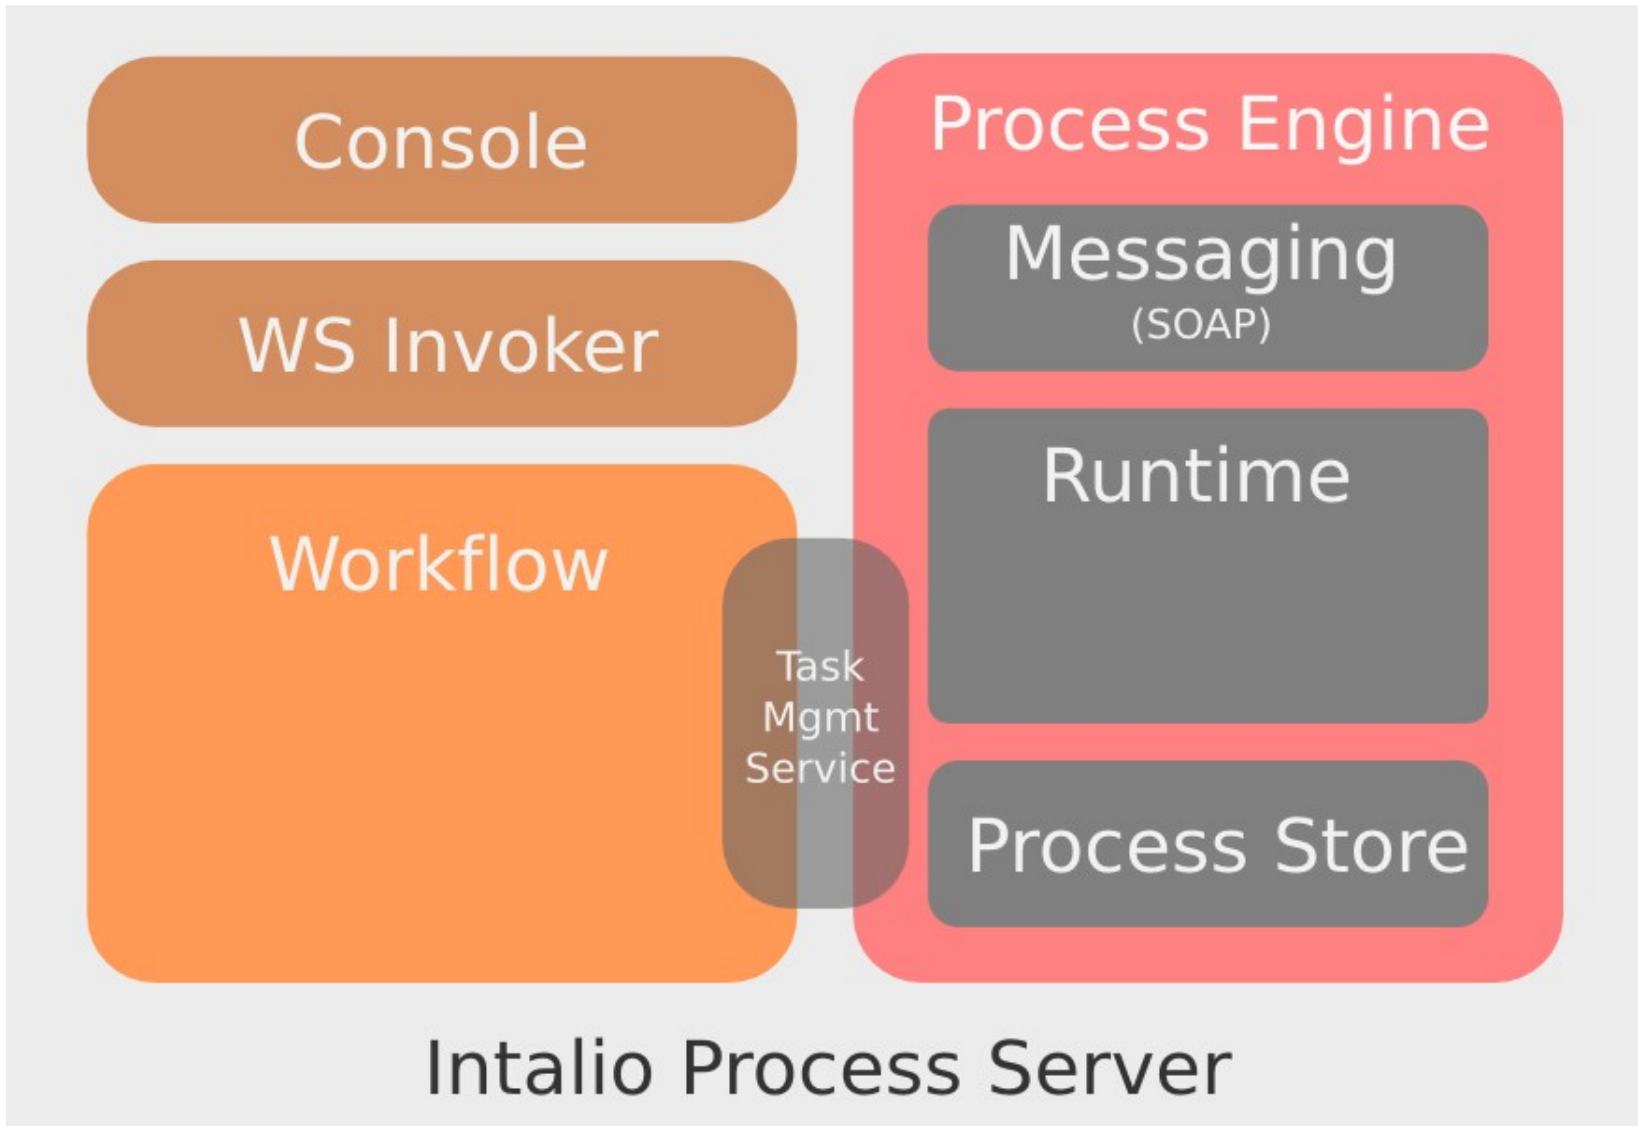 Console
WS Invoker
Workflow
Task
Mgmt
Service
Process Engine
Messaging
(SOAP)
Runtime
Process Store
Intalio Process Server